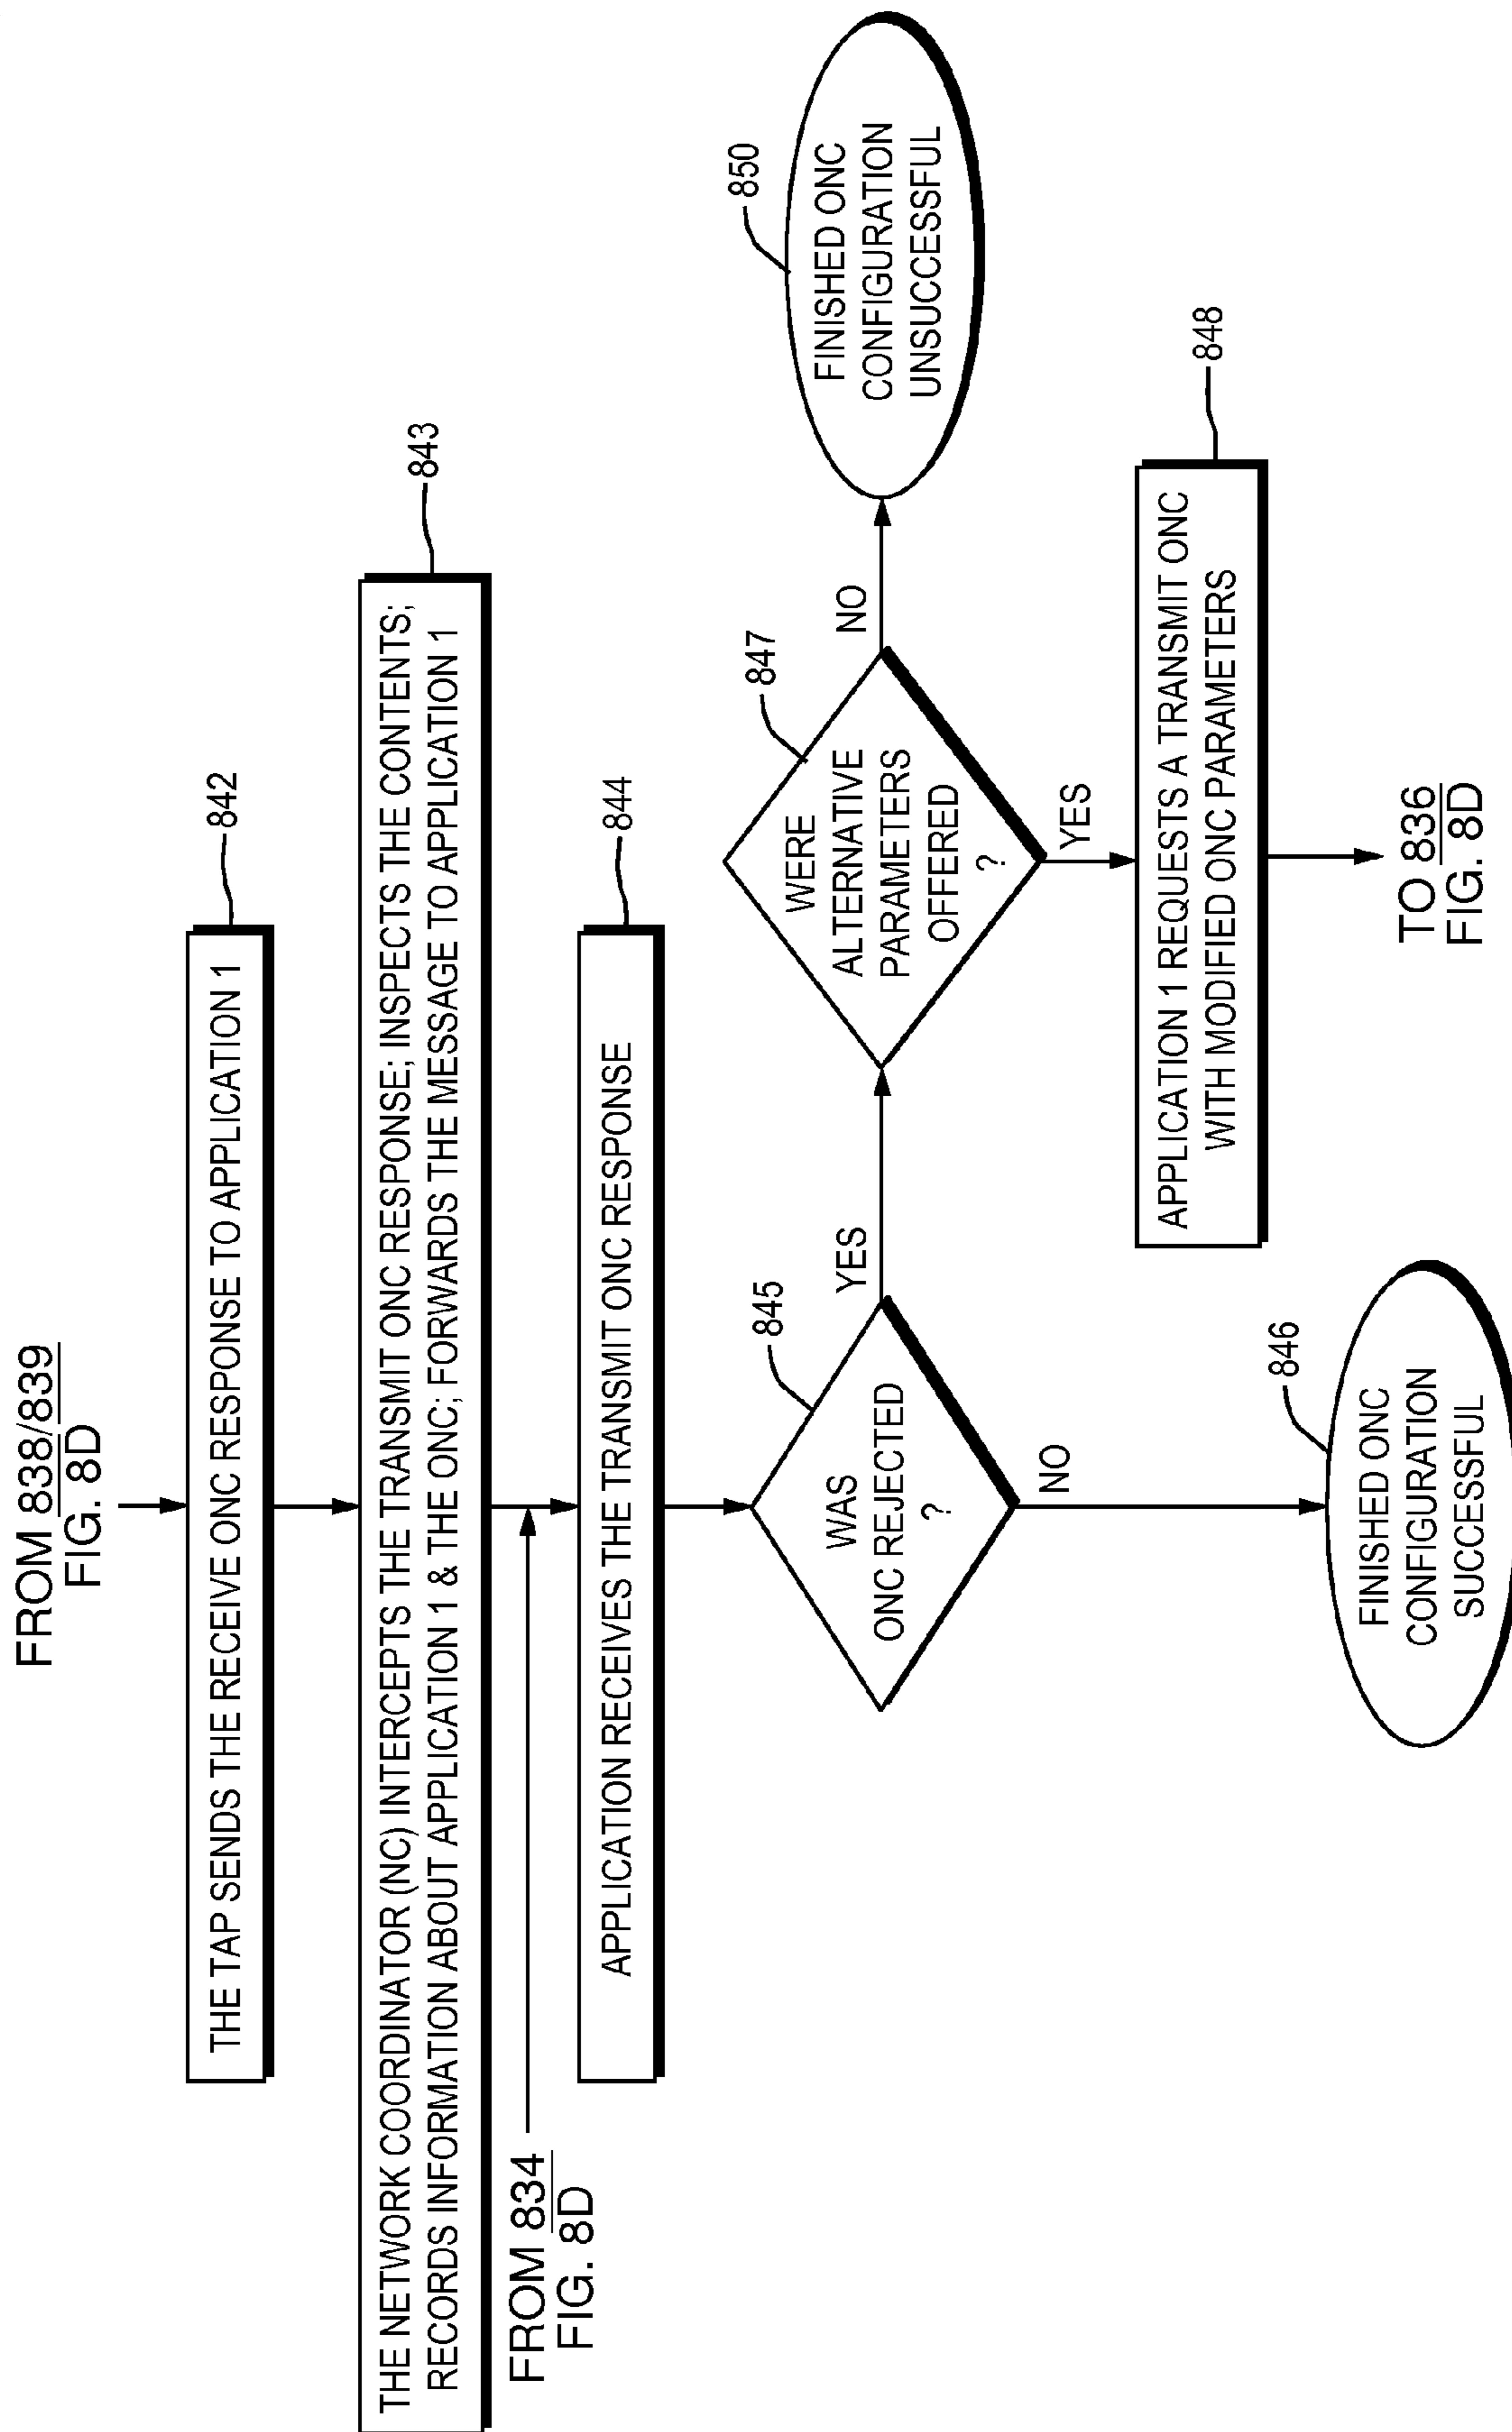 FROM 838/839
FIG. 8D
THE TAP SENDS THE RECEIVE ONC RESPONSE TO APPLICATION 1
842
THE NETWORK COORDINATOR (NC) INTERCEPTS THE TRANSMIT ONC RESPONSE; INSPECTS THE CONTENTS;
RECORDS INFORMATION ABOUT APPLICATION 1 & THE ONC; FORWARDS THE MESSAGE TO APPLICATION 1
843
FROM 834
FIG. 8D
APPLICATION RECEIVES THE TRANSMIT ONC RESPONSE
844
WAS
ONC REJECTED
?
845
YES
NO
WERE
ALTERNATIVE
PARAMETERS
OFFERED
?
847
NO
YES
FINISHED ONC
CONFIGURATION
UNSUCCESSFUL
850
APPLICATION 1 REQUESTS A TRANSMIT ONC
WITH MODIFIED ONC PARAMETERS
848
FINISHED ONC
CONFIGURATION
SUCCESSFUL
846
TO 836
FIG. 8D